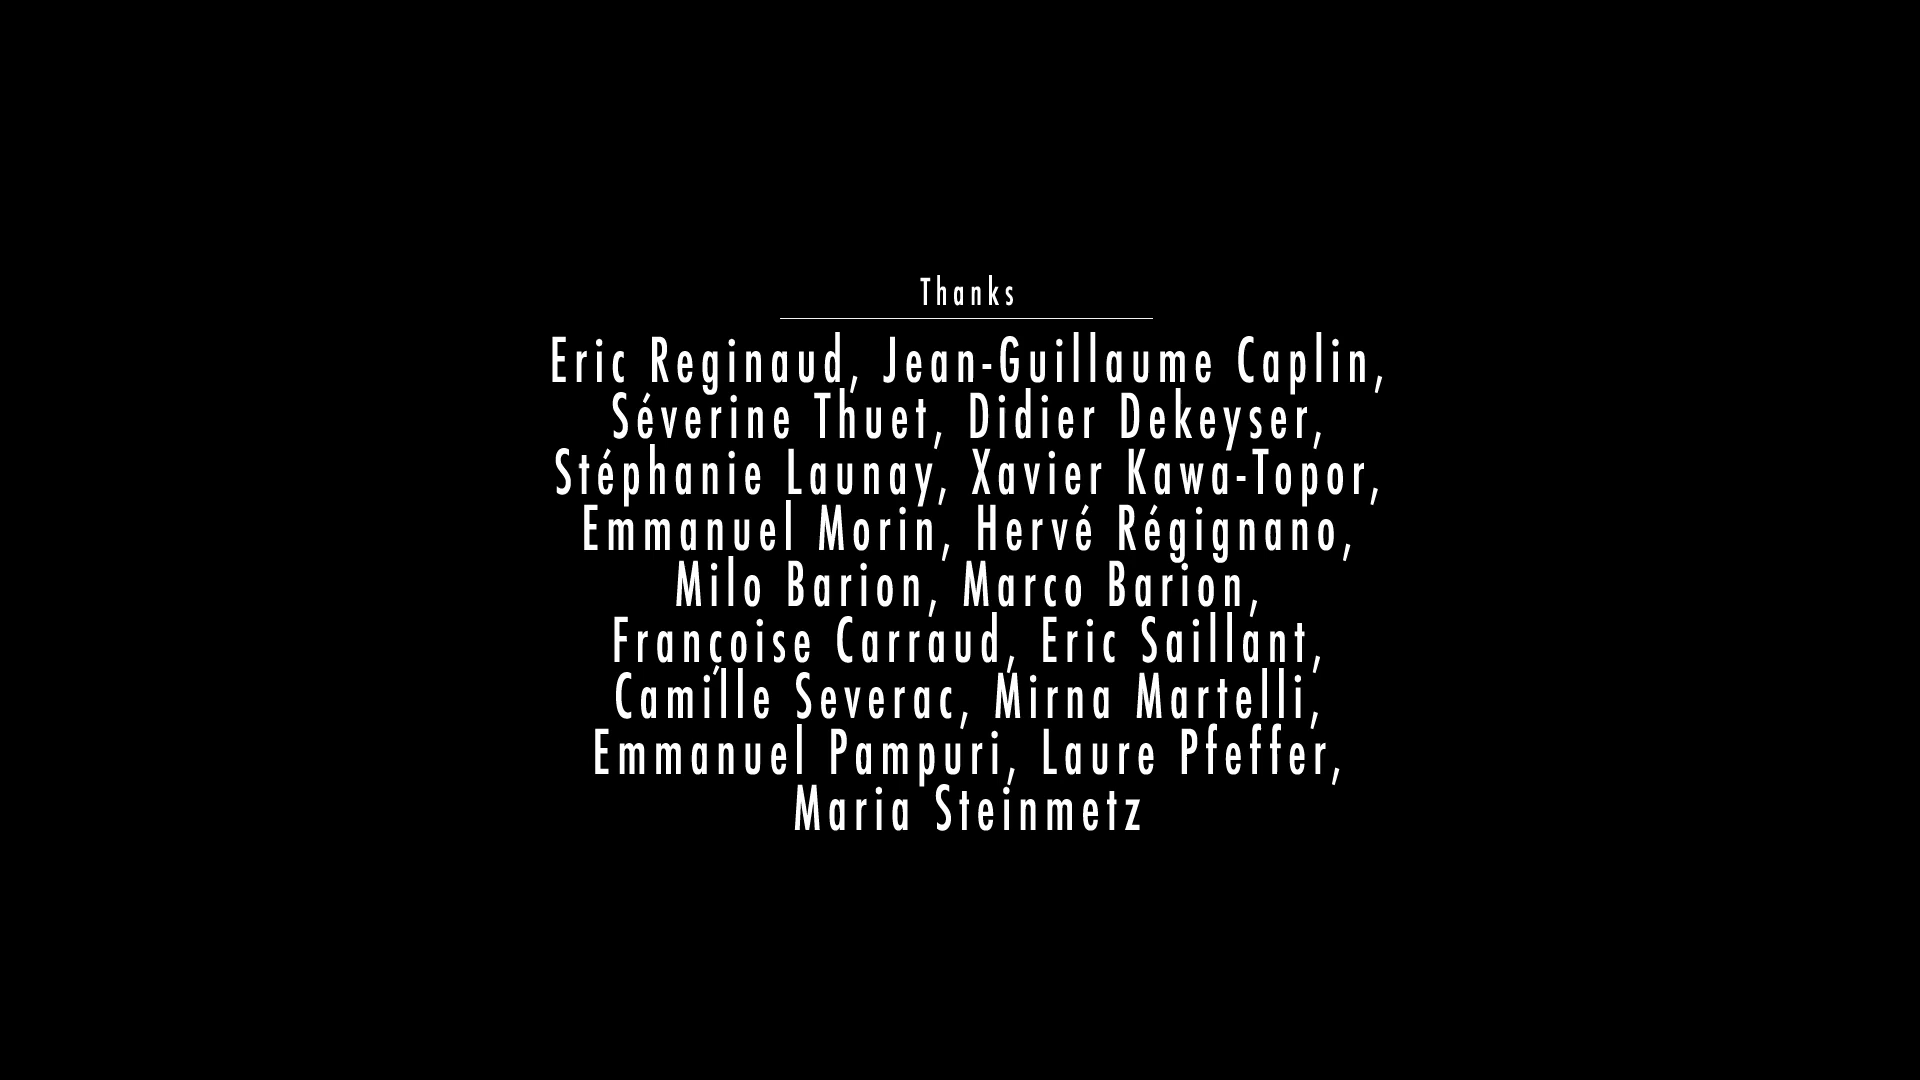 Thanks
Eric Reginaud, Jean-Guillaume Caplin,
Séverine Thuet, Didier Dekeyser,
Stéphanie Launay, Xavier Kawa-Topor,
Emmanuel Morin, Hervé Régignano,
Milo Barion, Marco Barion,
Françoise Carraud, Eric Saillant,
Camille Severac, Mirna Martelli,
Emmanuel Pampuri, Laure Pfeffer,
Maria Steinmetz